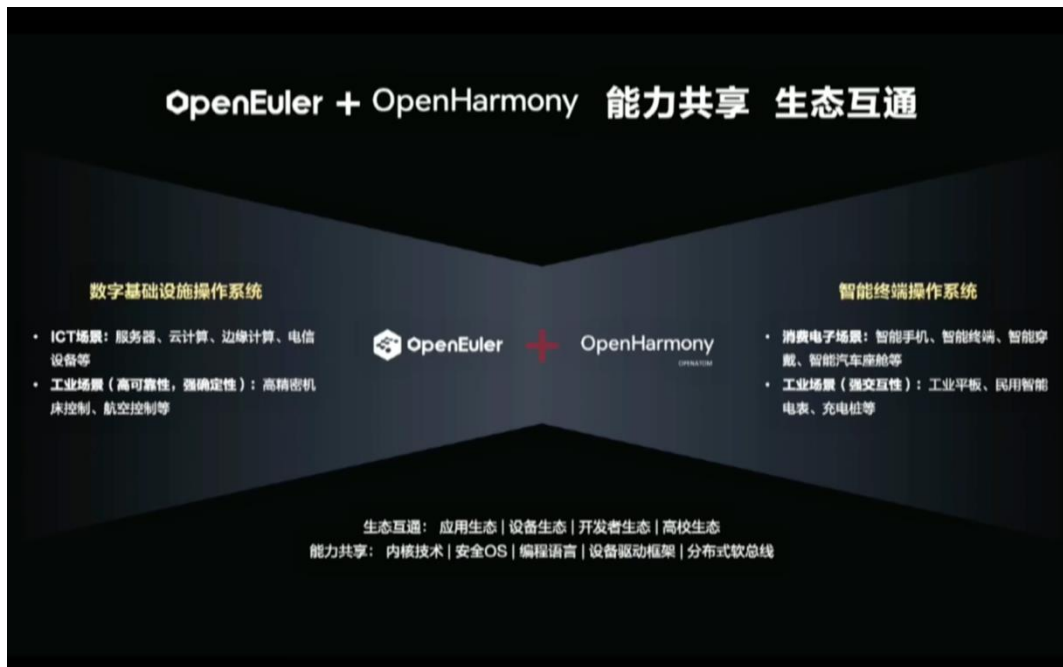 OpenEuler + OpenHarmony 能力共享 生态互通
数字基础设施操作系统
• ICT场景：服务器、云计算、边缘计算、电信
设备等
• 工业场景（高可靠性，强确定性）：高精密机
床控制、航空控制等
OpenEuler + OpenHarmony
OPENATOM
智能终端操作系统
• 消费电子场景：智能手机、智能终端、智能穿
戴、智能汽车座舱等
• 工业场景（强交互性）：工业平板、民用智能
电表、充电桩等
生态互通： 应用生态 | 设备生态 | 开发者生态 | 高校生态
能力共享： 内核技术 | 安全OS | 编程语言 | 设备驱动框架 | 分布式软总线